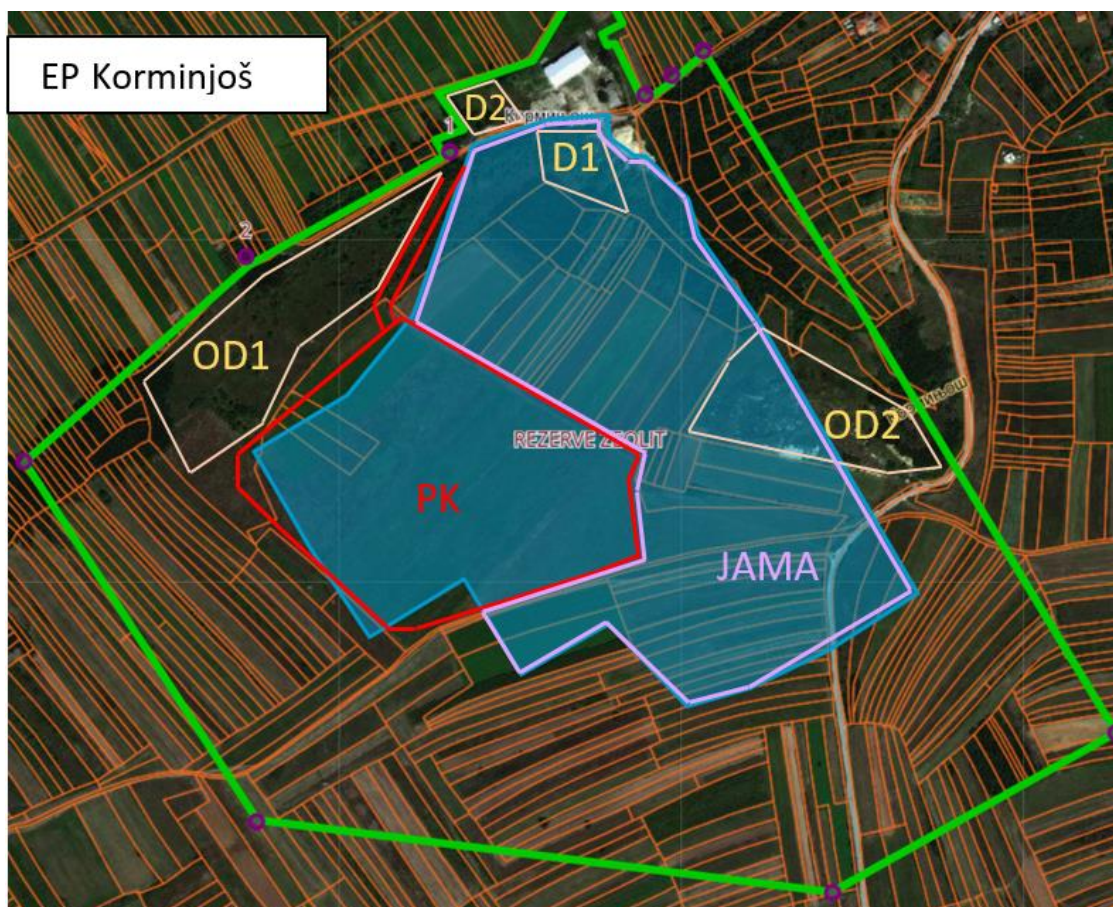 EP Korminjoš
D2
1
D1
2
OD1
OD2
REZERVE ZEOLIT
PK
JAMA